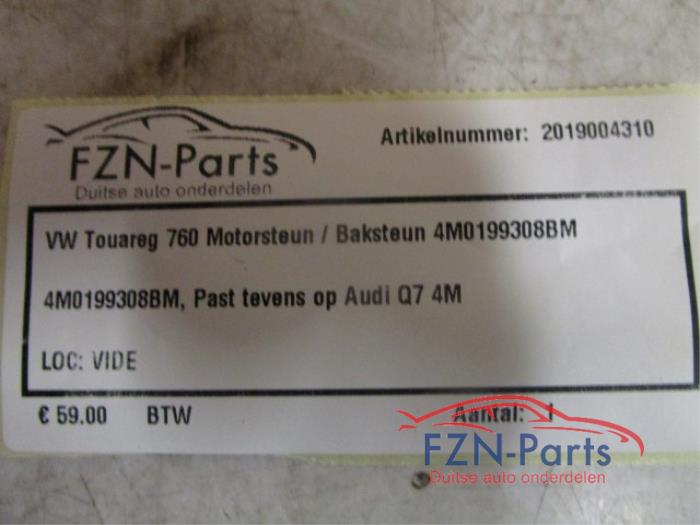 FZN-Parts
Duitse auto onderdelen
Artikelnummer: 2019004310
VW Touareg 760 Motorsteun / Baksteun 4M0199308BM
4M0199308BM, Past tevens op Audi Q7 4M
LOC: VIDE
€ 59.00 BTW Aantal: 1
FZN-Parts
Duitse auto onderdelen